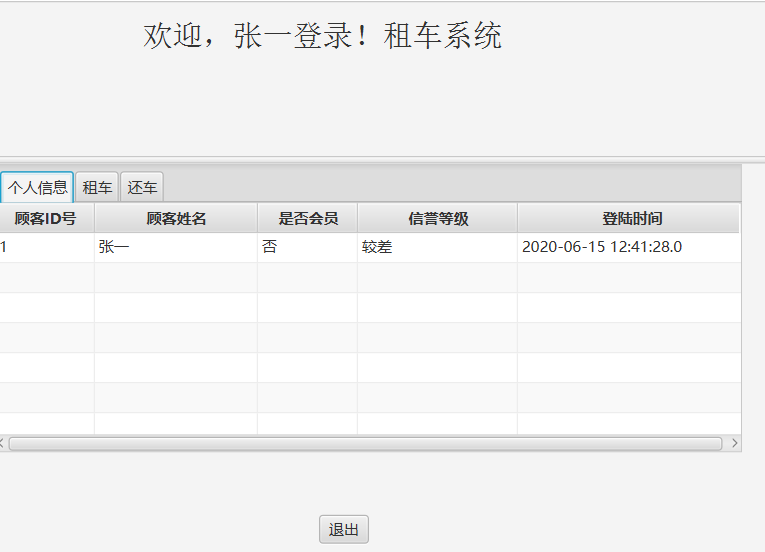 欢迎，张一登录！租车系统
个人信息 租车 还车
顾客ID号 顾客姓名 是否会员 信誉等级 登陆时间
1 张一 否 较差 2020-06-15 12:41:28.0
退出